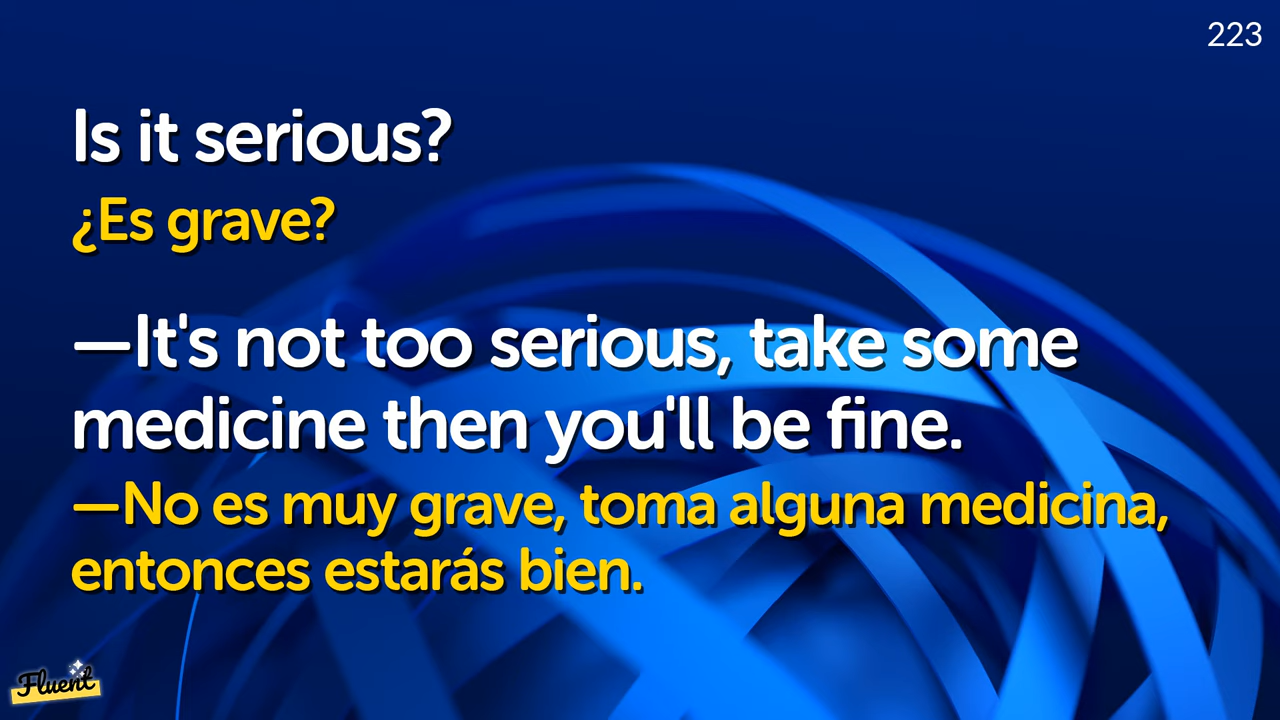 223
Is it serious?
¿Es grave?
—It's not too serious, take some
medicine then you'll be fine.
—No es muy grave, toma alguna medicina,
entonces estarás bien.
Fluent